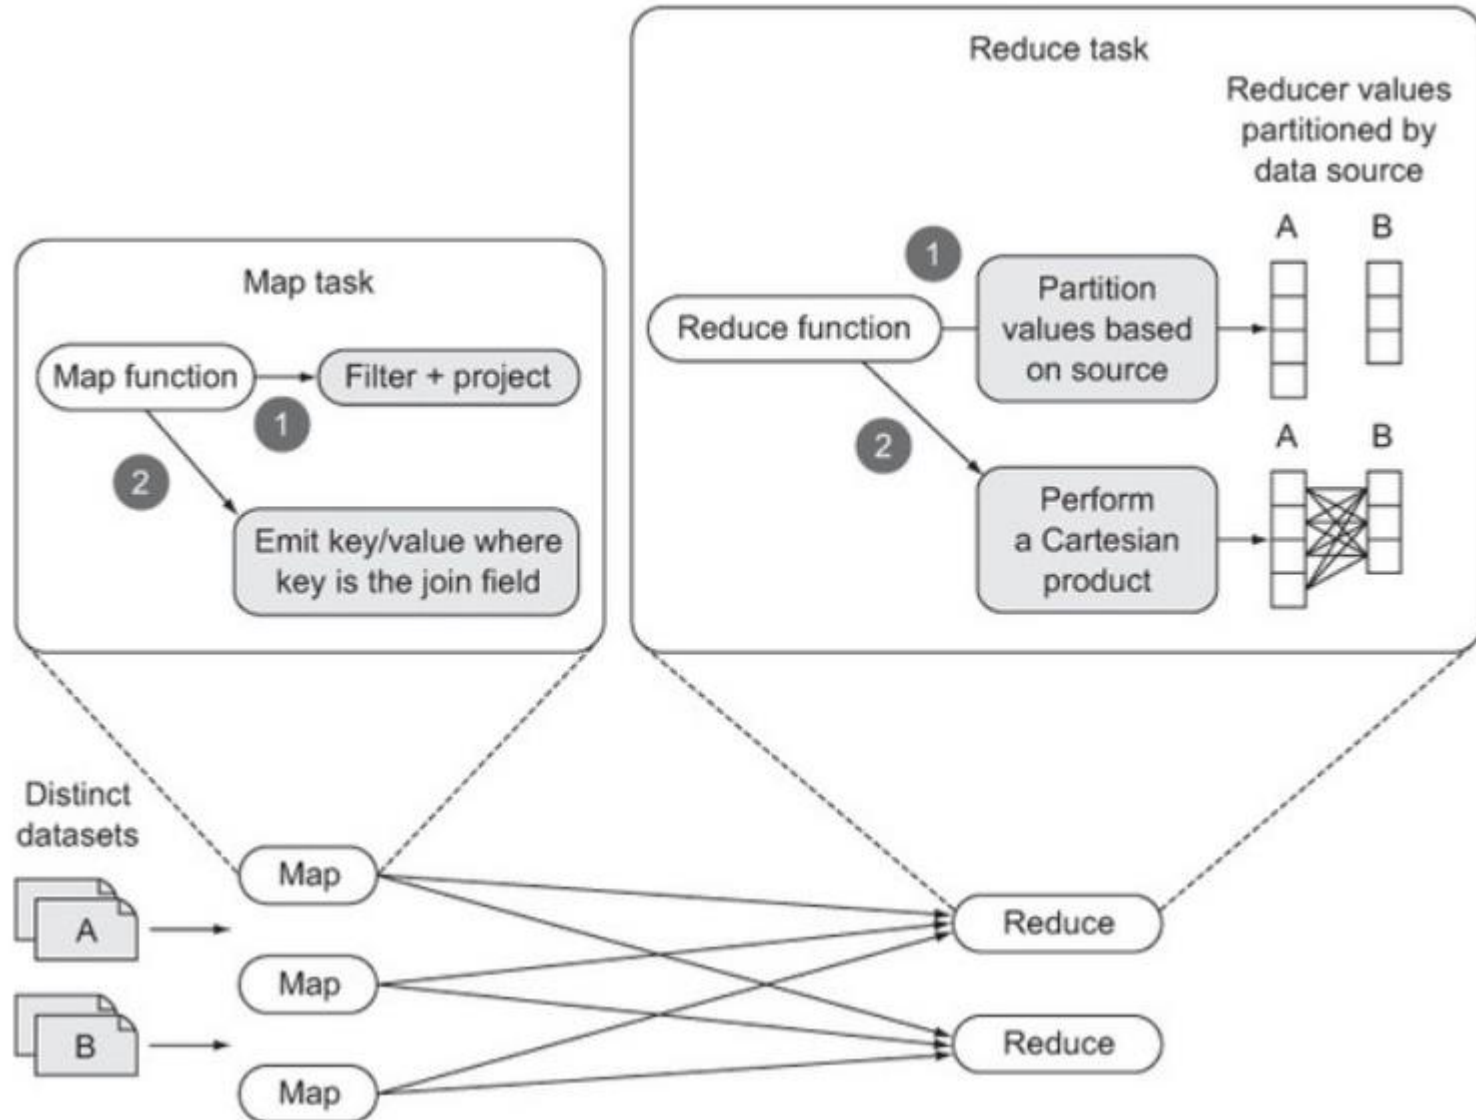 Reduce task
Reducer values
partitioned by
data source
A B
1
Partition
values based
on source
Reduce function
2
A B
Perform
a Cartesian
product
Map task
Map function
Filter + project
1
2
Emit key/value where
key is the join field
Distinct
datasets
A
B
Map
Map
Map
Reduce
Reduce